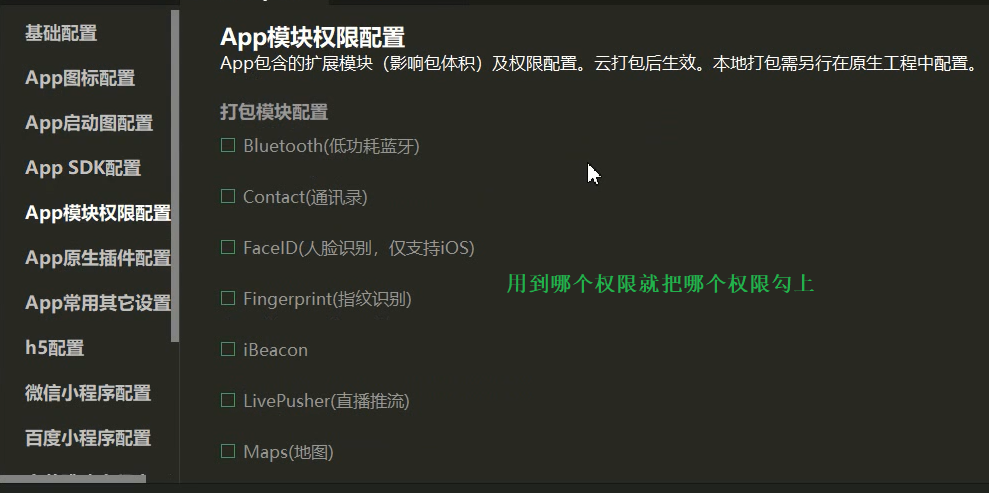 基础配置
App图标配置
App启动图配置
App SDK配置
App模块权限配置
App原生插件配置
App常用其它设置
h5配置
微信小程序配置
百度小程序配置
App模块权限配置
App包含的扩展模块（影响包体积）及权限配置。云打包后生效。本地打包需另行在原生工程中配置。
打包模块配置
Bluetooth(低功耗蓝牙)
Contact(通讯录)
FaceID(人脸识别，仅支持iOS)
用到哪个权限就把哪个权限勾上
Fingerprint(指纹识别)
iBeacon
LivePusher(直播推流)
Maps(地图)